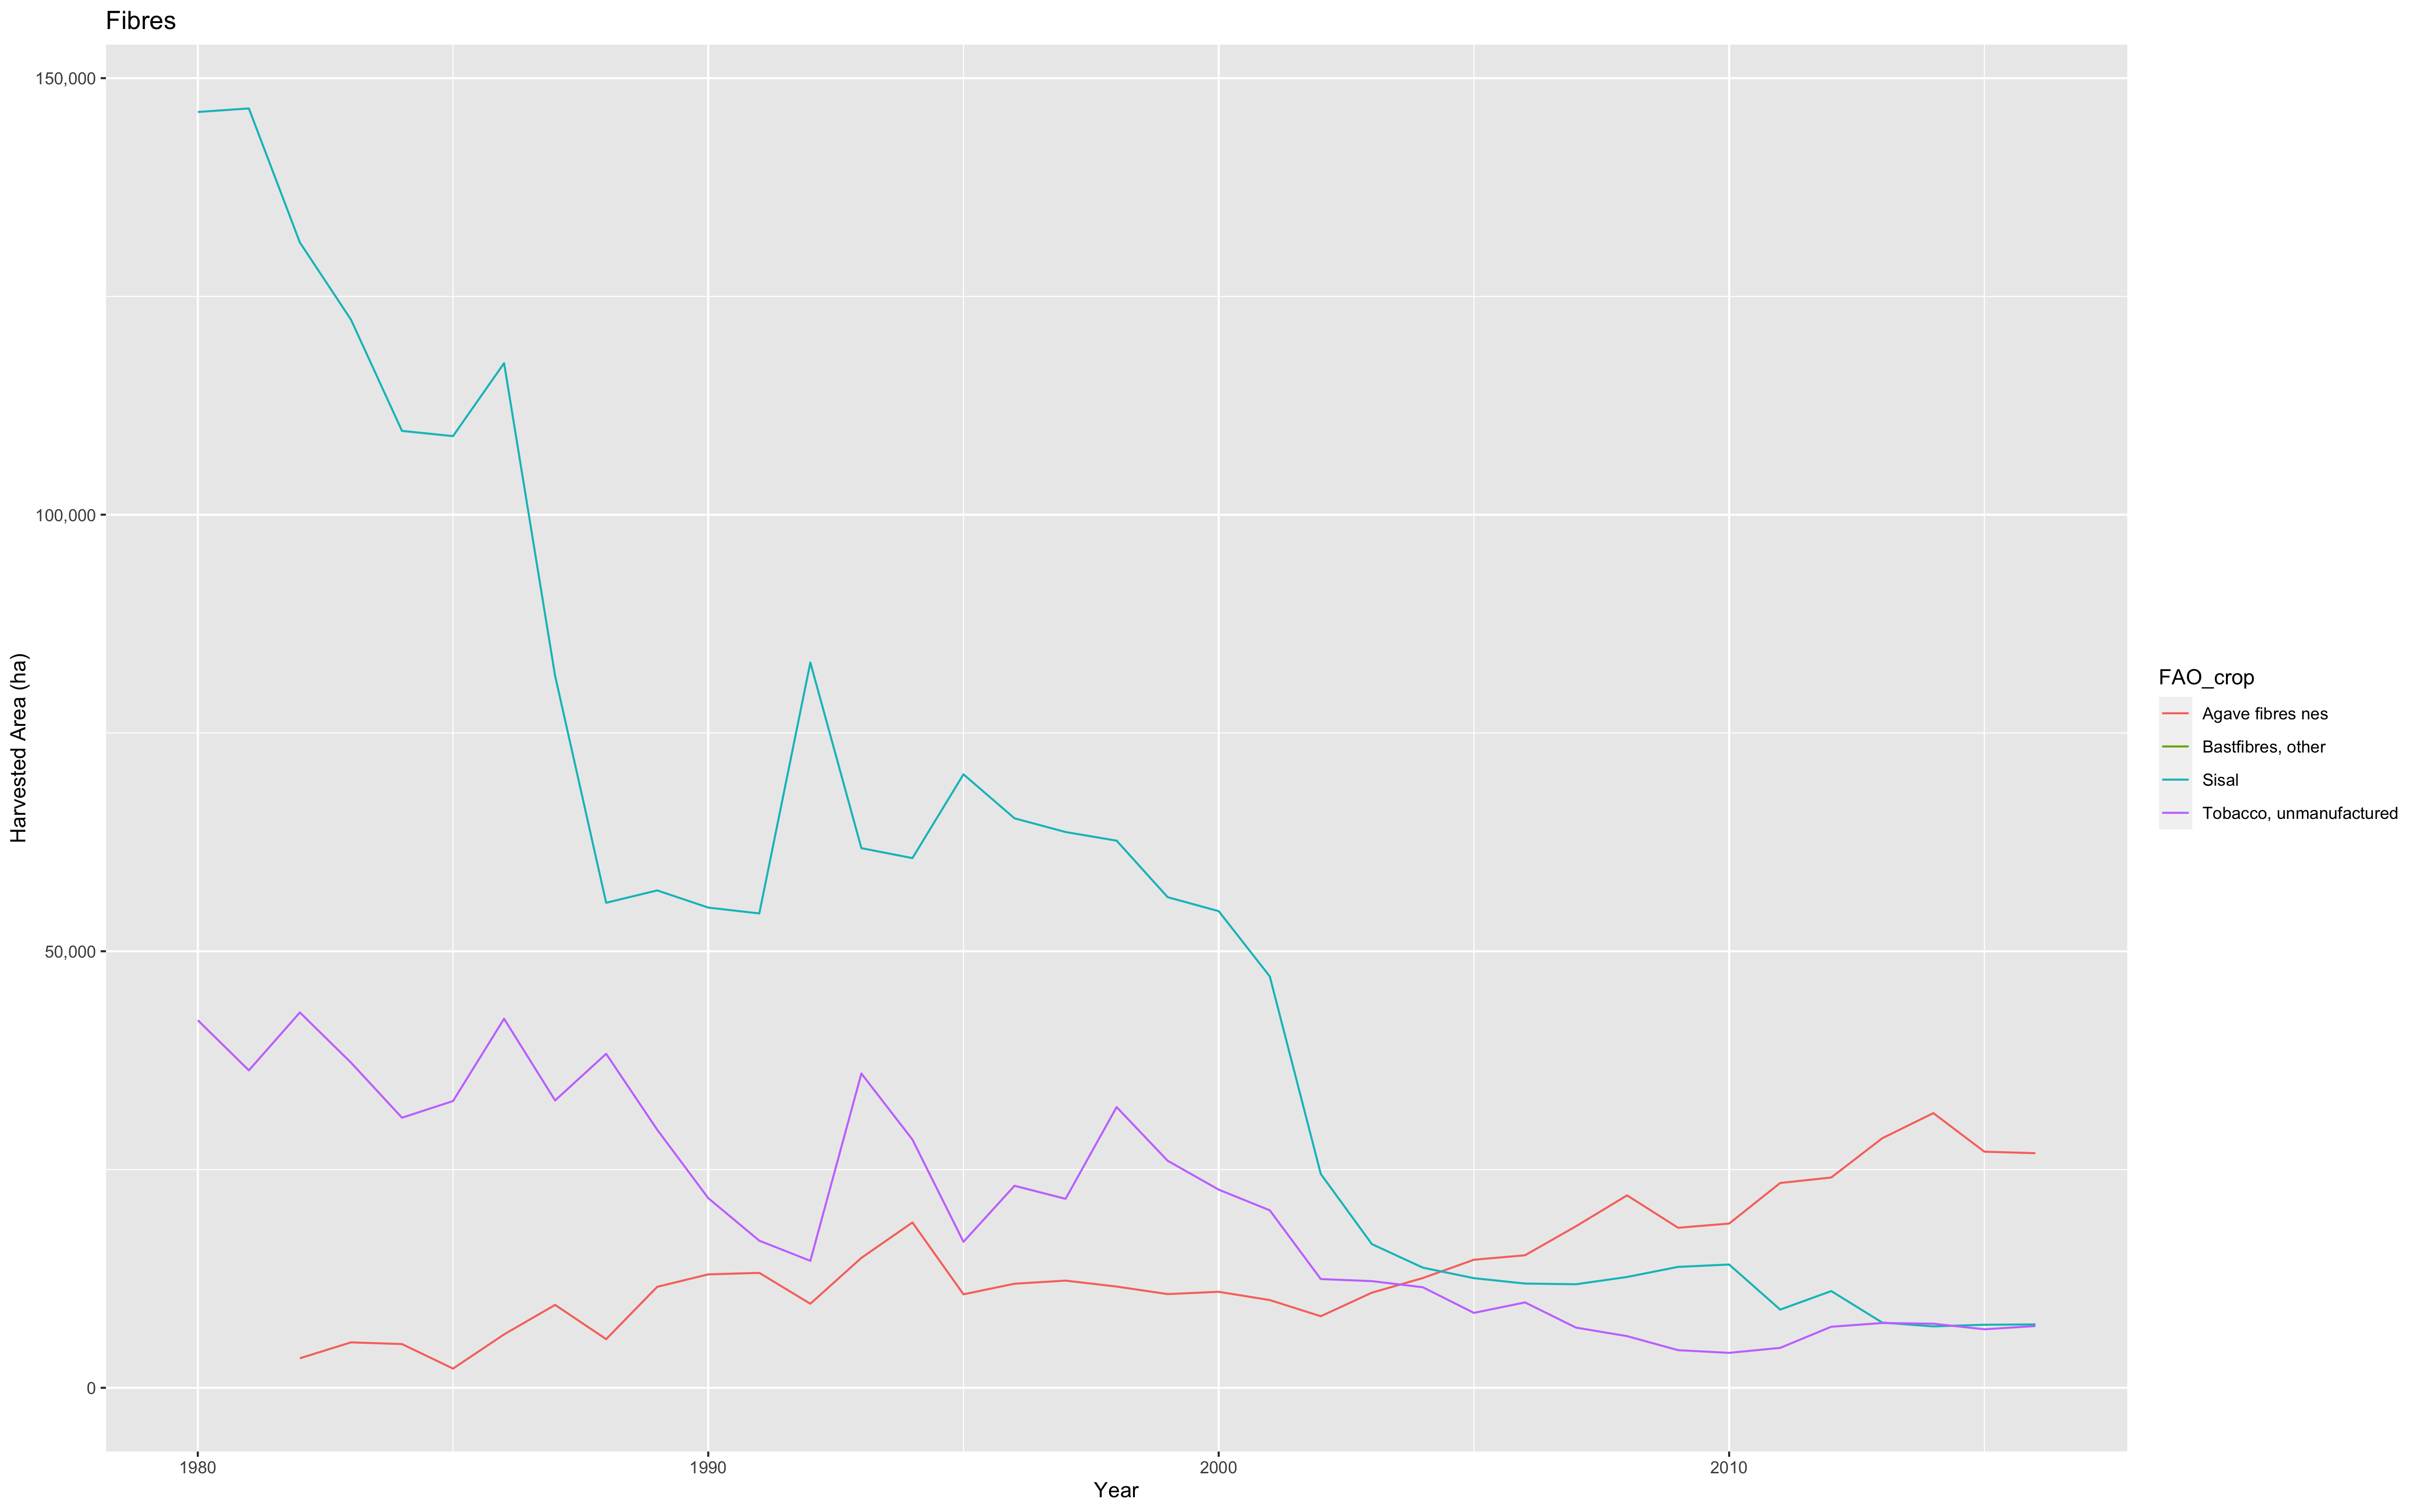 Fibres
150,000
100,000
50,000
0
Harvested Area (ha)
1980
1990
2000
2010
Year
FAO_crop
Agave fibres nes
Bastfibres, other
Sisal
Tobacco, unmanufactured